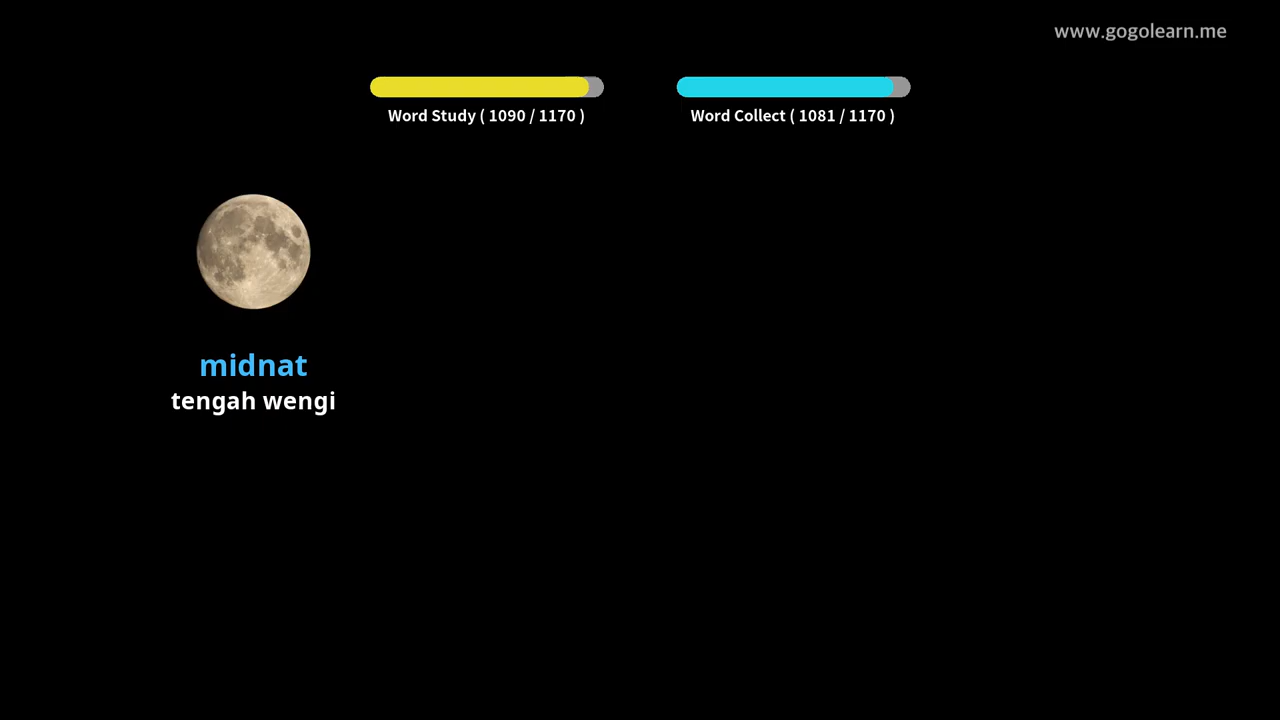 www.gogolearn.me
Word Study ( 1090 / 1170 )
Word Collect ( 1081 / 1170 )
midnat
tengah wengi